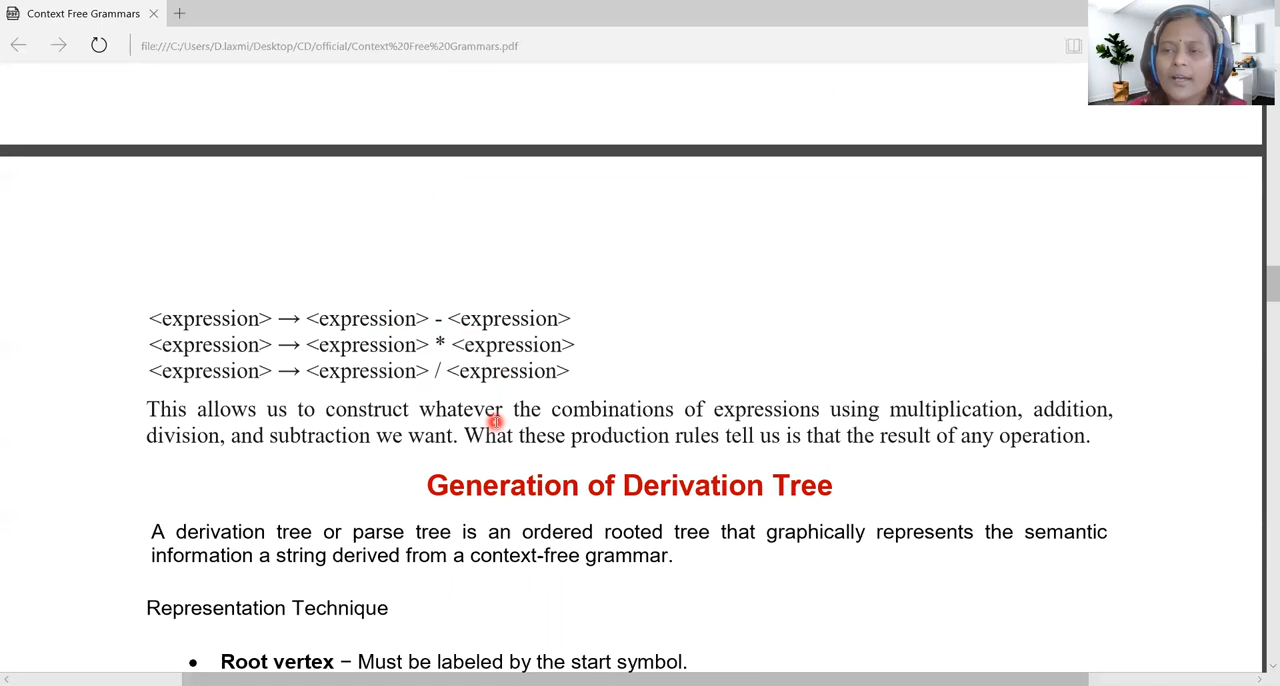 Context Free Grammars
file:///C:/Users/D.laxmi/Desktop/CD/official/Context%20Free%20Grammars.pdf
<expression> → <expression> - <expression>
<expression> → <expression> * <expression>
<expression> → <expression> / <expression>
This allows us to construct whatever the combinations of expressions using multiplication, addition,
division, and subtraction we want. What these production rules tell us is that the result of any operation.
Generation of Derivation Tree
A derivation tree or parse tree is an ordered rooted tree that graphically represents the semantic
information a string derived from a context-free grammar.
Representation Technique
• Root vertex − Must be labeled by the start symbol.